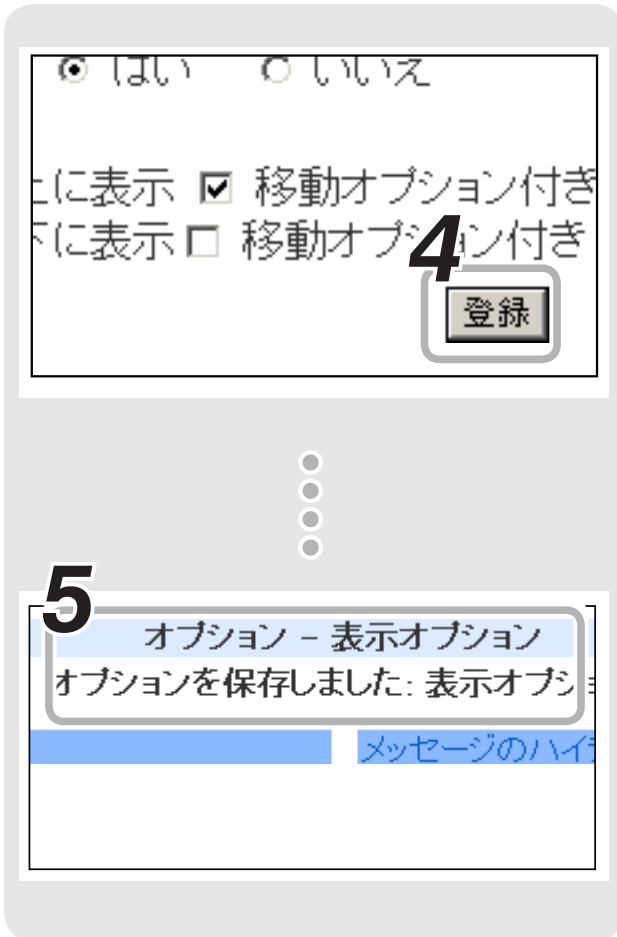 はい いいえ
上に表示 移動オプション付き
下に表示 移動オプション付き
4
登録
5
オプション - 表示オプション
オプションを保存しました: 表示オプシ
メッセージのハイ